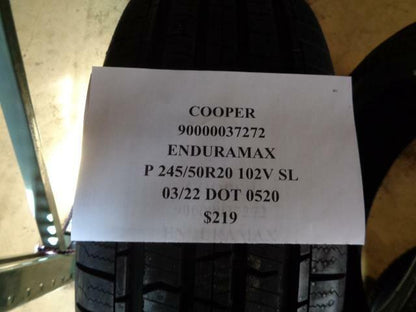 COOPER
90000037272
ENDURAMAX
P 245/50R20 102V SL
03/22 DOT 0520
$219